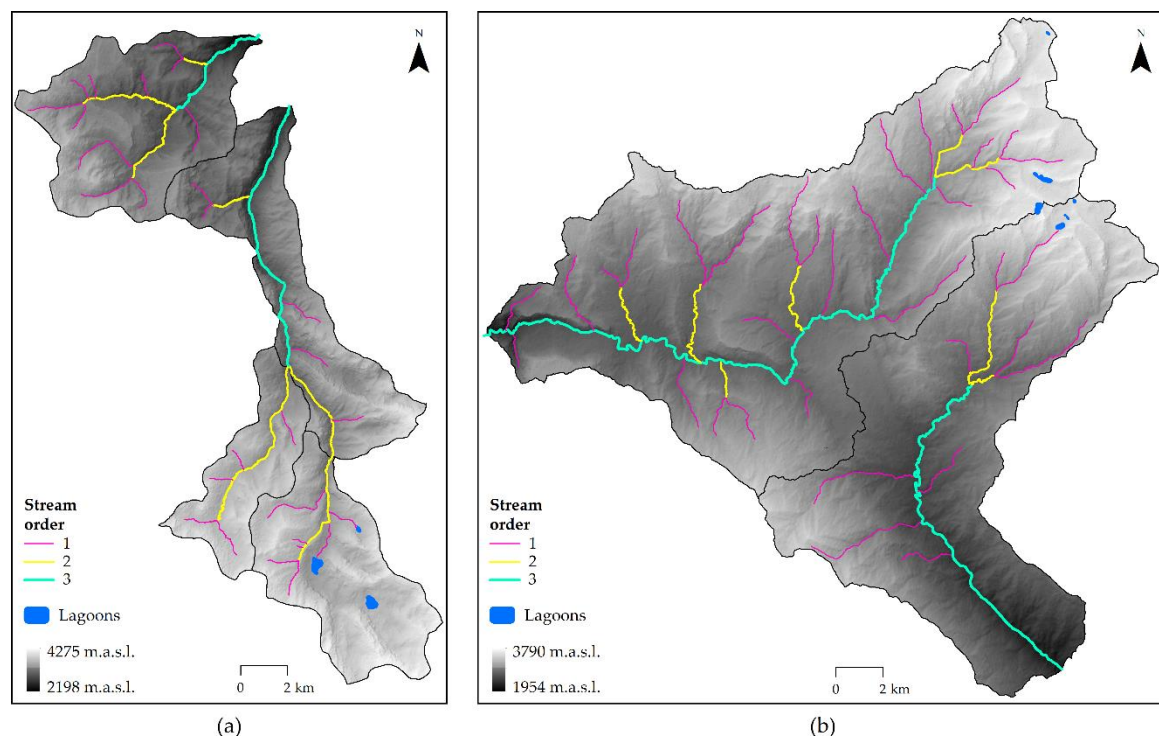 N
Stream
order
1
2
3
Lagoons
4275 m.a.s.l.
2198 m.a.s.l.
0 2 km
(a)
N
Stream
order
1
2
3
Lagoons
3790 m.a.s.l.
1954 m.a.s.l.
0 2 km
(b)